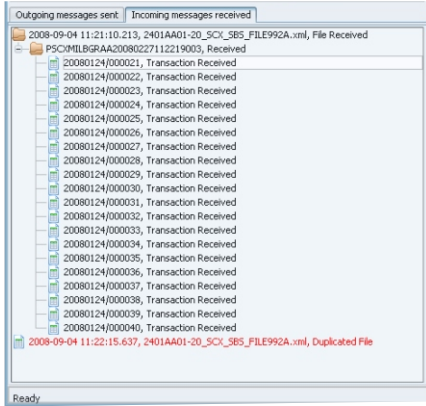 Outgoing messages sent Incoming messages received
2008-09-04 11:21:10.213, 2401AA01-20_SCX_SBS_FILE992A.xml, File Received
PSCXMILBGRAA20080227112219003, Received
20080124/000021, Transaction Received
20080124/000022, Transaction Received
20080124/000023, Transaction Received
20080124/000024, Transaction Received
20080124/000025, Transaction Received
20080124/000026, Transaction Received
20080124/000027, Transaction Received
20080124/000028, Transaction Received
20080124/000029, Transaction Received
20080124/000030, Transaction Received
20080124/000031, Transaction Received
20080124/000032, Transaction Received
20080124/000033, Transaction Received
20080124/000034, Transaction Received
20080124/000035, Transaction Received
20080124/000036, Transaction Received
20080124/000037, Transaction Received
20080124/000038, Transaction Received
20080124/000039, Transaction Received
20080124/000040, Transaction Received
2008-09-04 11:22:15.637, 2401AA01-20_SCX_SBS_FILE992A.xml, Duplicated File
Ready